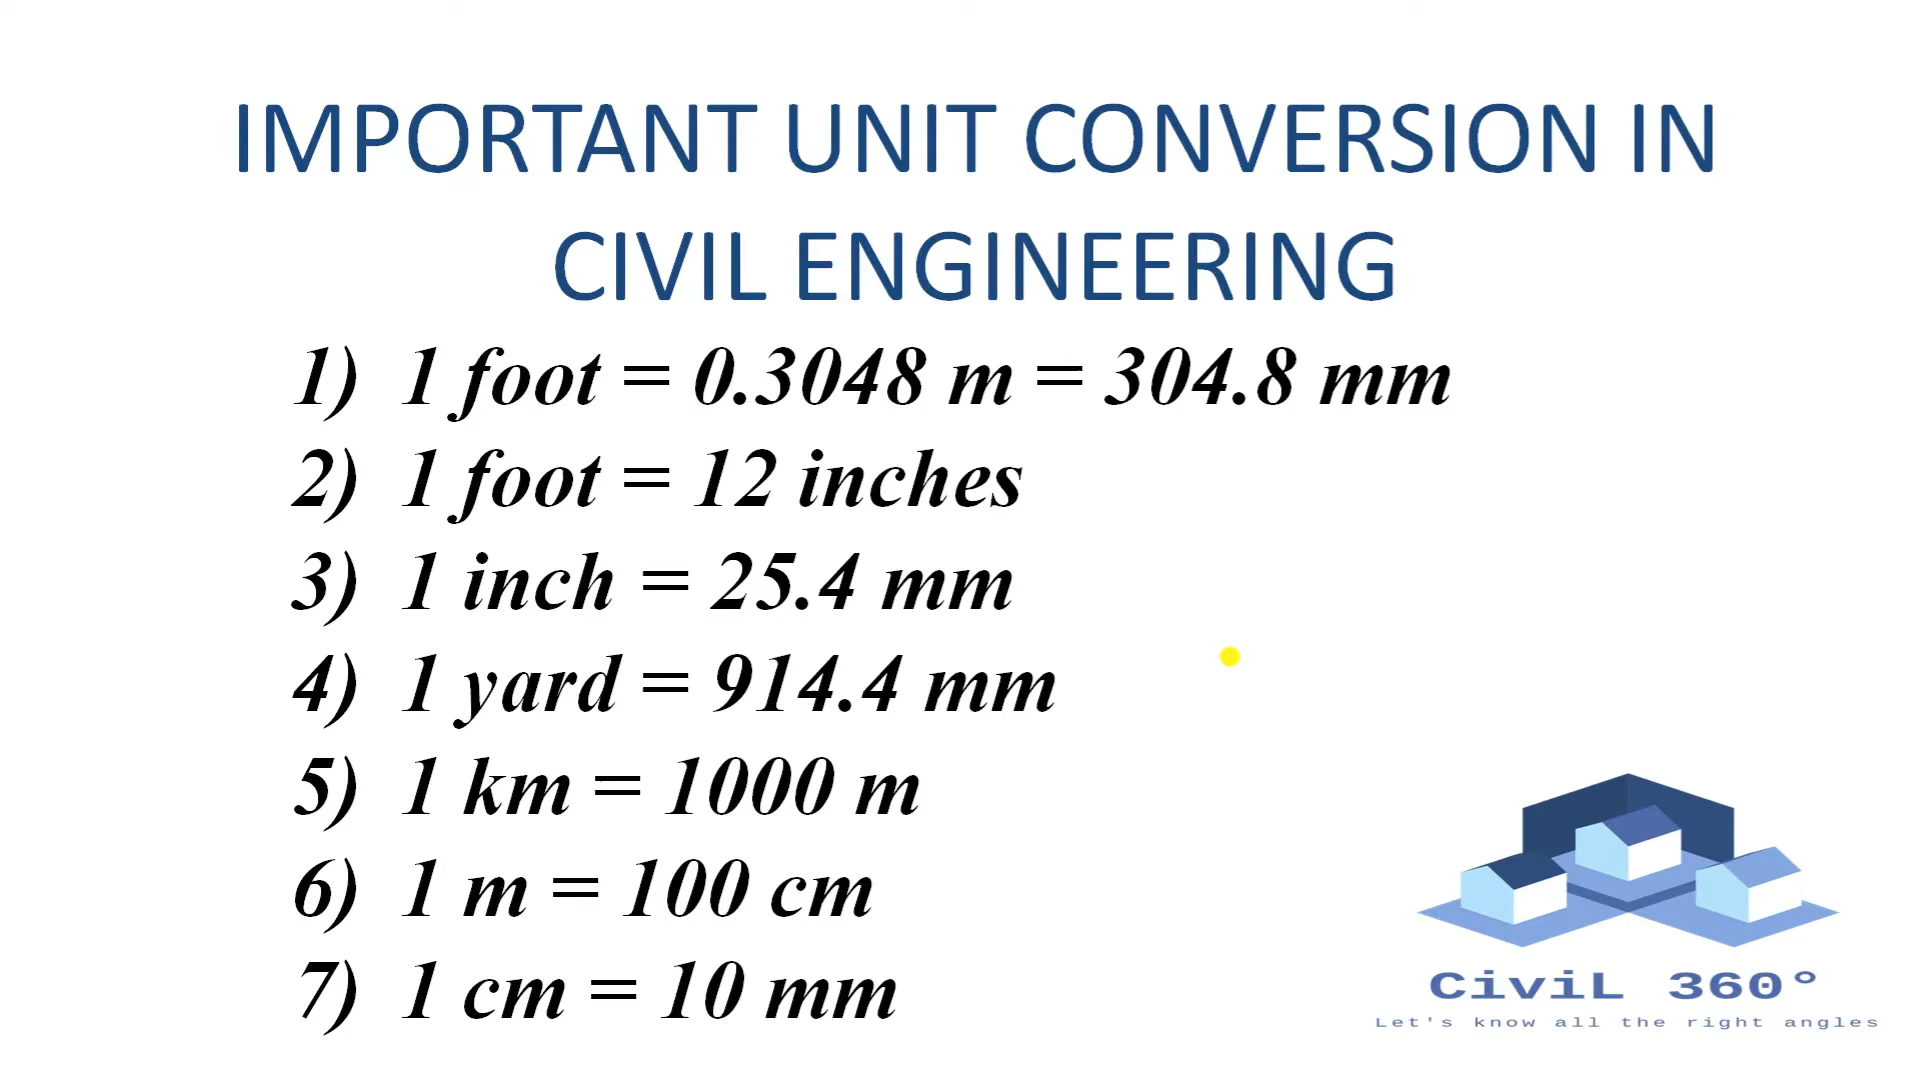 IMPORTANT UNIT CONVERSION IN
CIVIL ENGINEERING
1) 1 foot = 0.3048 m = 304.8 mm
2) 1 foot = 12 inches
3) 1 inch = 25.4 mm
4) 1 yard = 914.4 mm
5) 1 km = 1000 m
6) 1 m = 100 cm
7) 1 cm = 10 mm
CiviL 360°
Let's know all the right angles